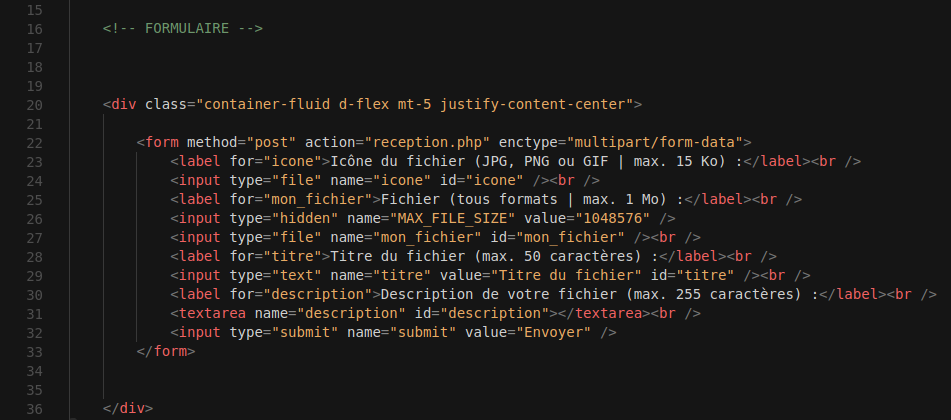 15
16 <!-- FORMULAIRE -->
17
18
19
20 <div class="container-fluid d-flex mt-5 justify-content-center">
21
22 <form method="post" action="reception.php" enctype="multipart/form-data">
23 <label for="icone">Icône du fichier (JPG, PNG ou GIF | max. 15 Ko) :</label><br />
24 <input type="file" name="icone" id="icone" /><br />
25 <label for="mon_fichier">Fichier (tous formats | max. 1 Mo) :</label><br />
26 <input type="hidden" name="MAX_FILE_SIZE" value="1048576" />
27 <input type="file" name="mon_fichier" id="mon_fichier" /><br />
28 <label for="titre">Titre du fichier (max. 50 caractères) :</label><br />
29 <input type="text" name="titre" value="Titre du fichier" id="titre" /><br />
30 <label for="description">Description de votre fichier (max. 255 caractères) :</label><br />
31 <textarea name="description" id="description"></textarea><br />
32 <input type="submit" name="submit" value="Envoyer" />
33 </form>
34
35
36 </div>